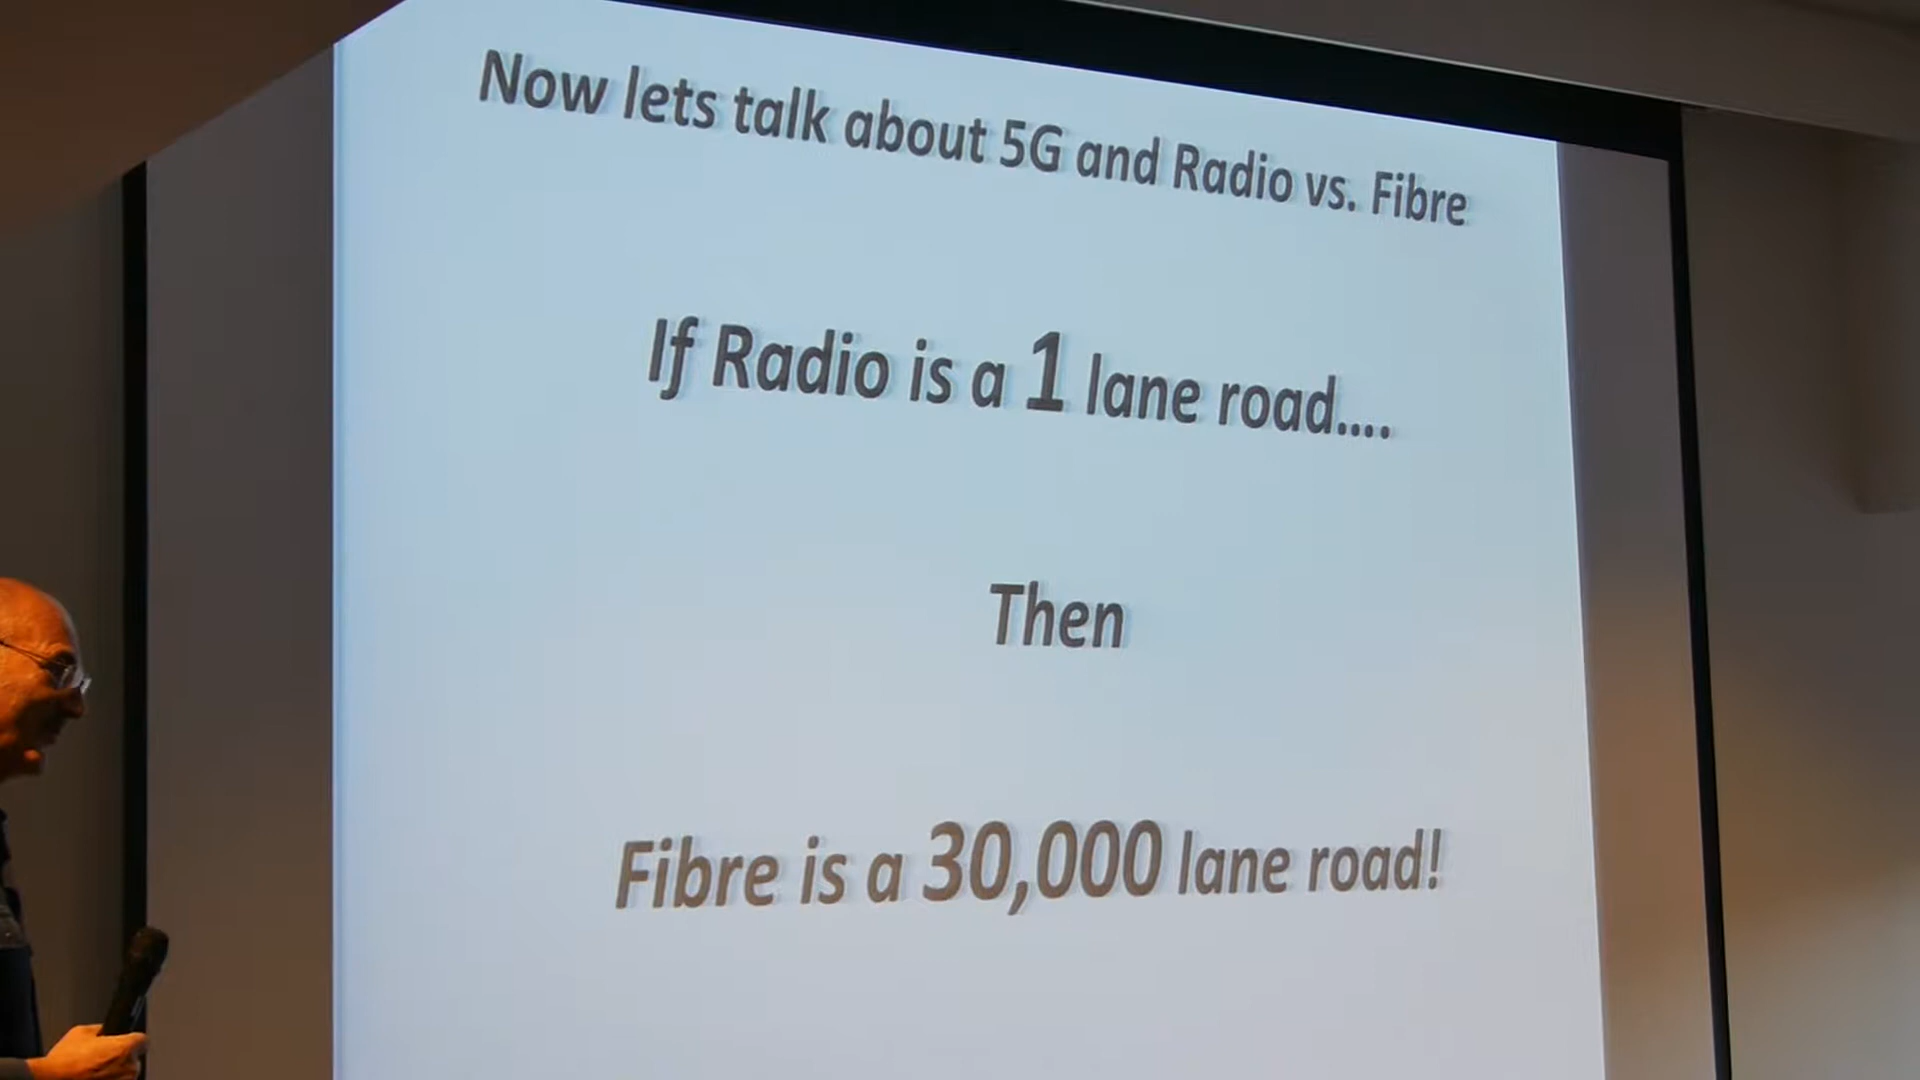 Now lets talk about 5G and Radio vs. Fibre
If Radio is a 1 lane road....
Then
Fibre is a 30,000 lane road!